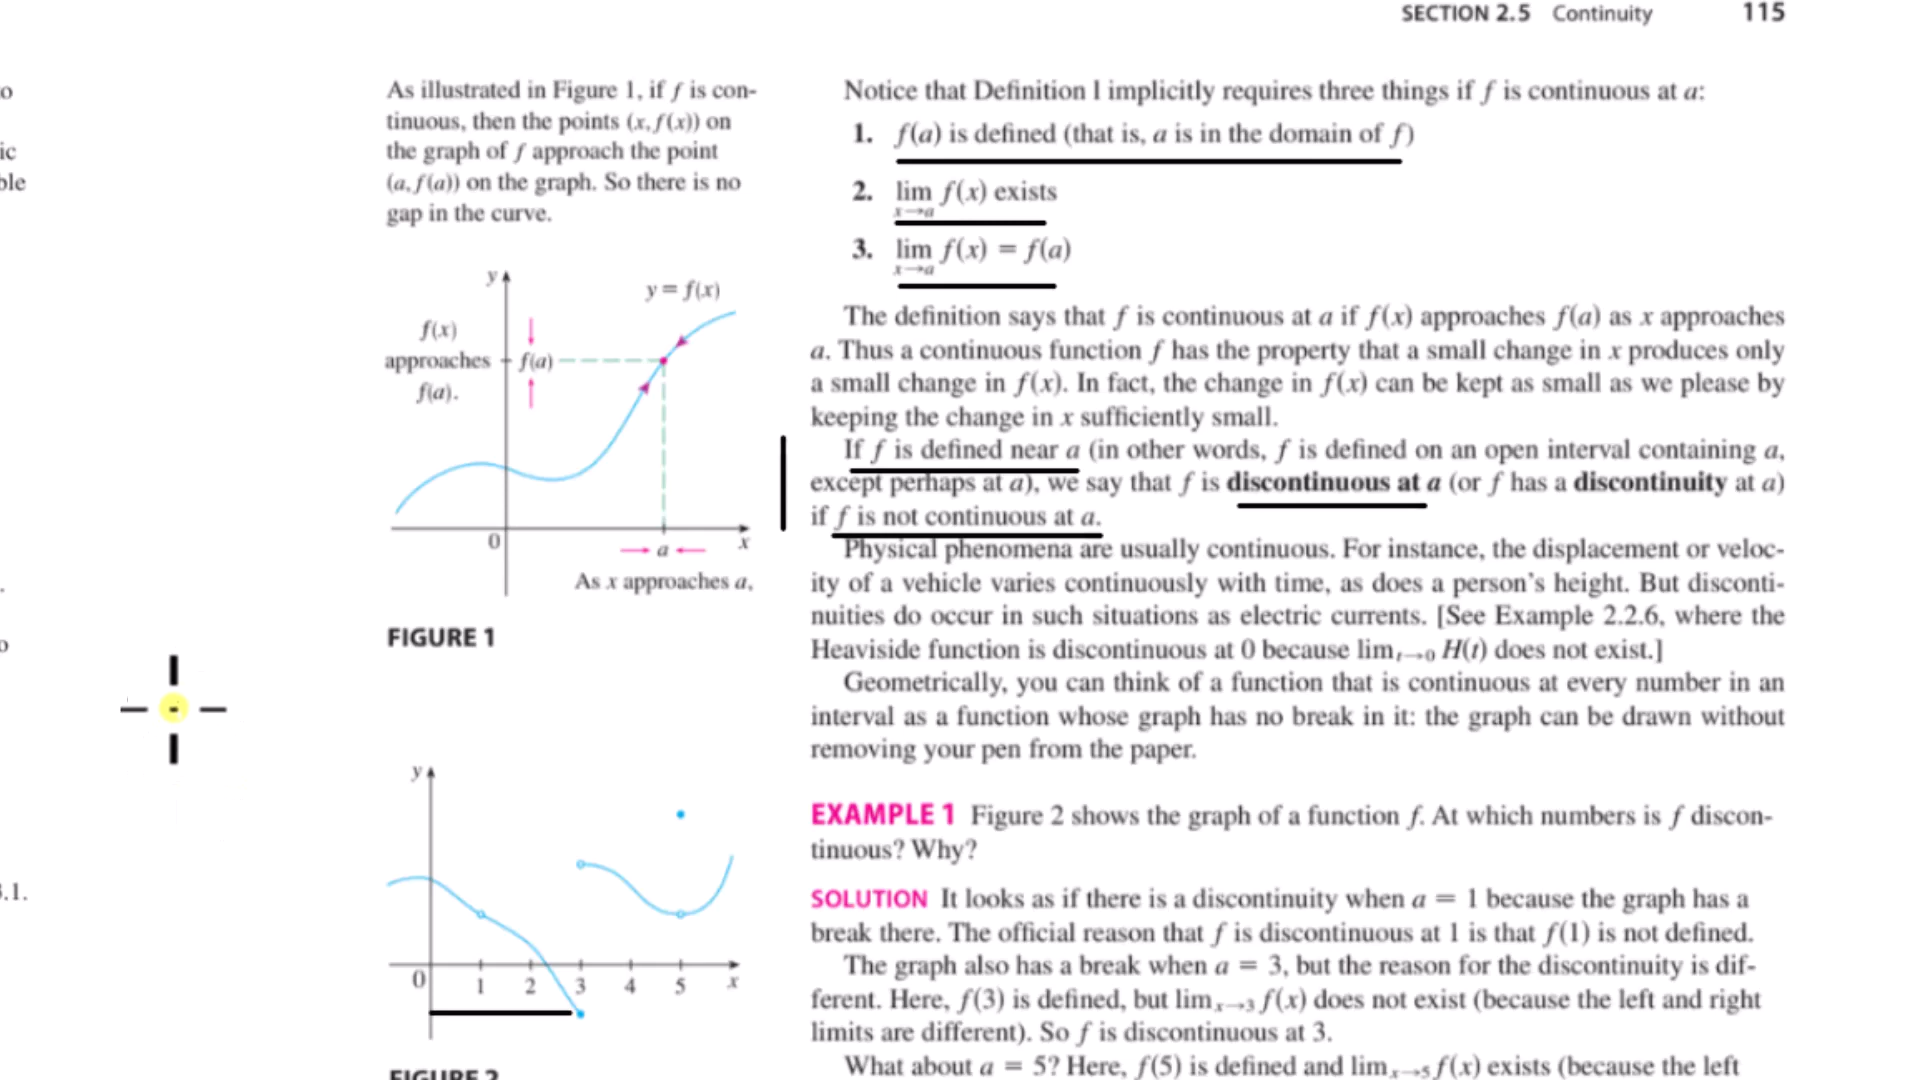 SECTION 2.5 Continuity 115
o
ic
ble
.
o
3.1.
As illustrated in Figure 1, if f is con-
tinuous, then the points (x, f(x)) on
the graph of f approach the point
(a, f(a)) on the graph. So there is no
gap in the curve.
y
y = f(x)
f(x)
approaches
f(a).
f(a)
0
a
x
As x approaches a,
FIGURE 1
y
0
1
2
3
4
5
x
FIGURE 2
Notice that Definition 1 implicitly requires three things if f is continuous at a:
1. f(a) is defined (that is, a is in the domain of f)
2. lim f(x) exists
x→a
3. lim f(x) = f(a)
x→a
The definition says that f is continuous at a if f(x) approaches f(a) as x approaches
a. Thus a continuous function f has the property that a small change in x produces only
a small change in f(x). In fact, the change in f(x) can be kept as small as we please by
keeping the change in x sufficiently small.
If f is defined near a (in other words, f is defined on an open interval containing a,
except perhaps at a), we say that f is discontinuous at a (or f has a discontinuity at a)
if f is not continuous at a.
Physical phenomena are usually continuous. For instance, the displacement or veloc-
ity of a vehicle varies continuously with time, as does a person's height. But disconti-
nuities do occur in such situations as electric currents. [See Example 2.2.6, where the
Heaviside function is discontinuous at 0 because lim t→0 H(t) does not exist.]
Geometrically, you can think of a function that is continuous at every number in an
interval as a function whose graph has no break in it: the graph can be drawn without
removing your pen from the paper.
EXAMPLE 1 Figure 2 shows the graph of a function f. At which numbers is f discon-
tinuous? Why?
SOLUTION It looks as if there is a discontinuity when a = 1 because the graph has a
break there. The official reason that f is discontinuous at 1 is that f(1) is not defined.
The graph also has a break when a = 3, but the reason for the discontinuity is dif-
ferent. Here, f(3) is defined, but lim x→3 f(x) does not exist (because the left and right
limits are different). So f is discontinuous at 3.
What about a = 5? Here, f(5) is defined and lim x→5 f(x) exists (because the left